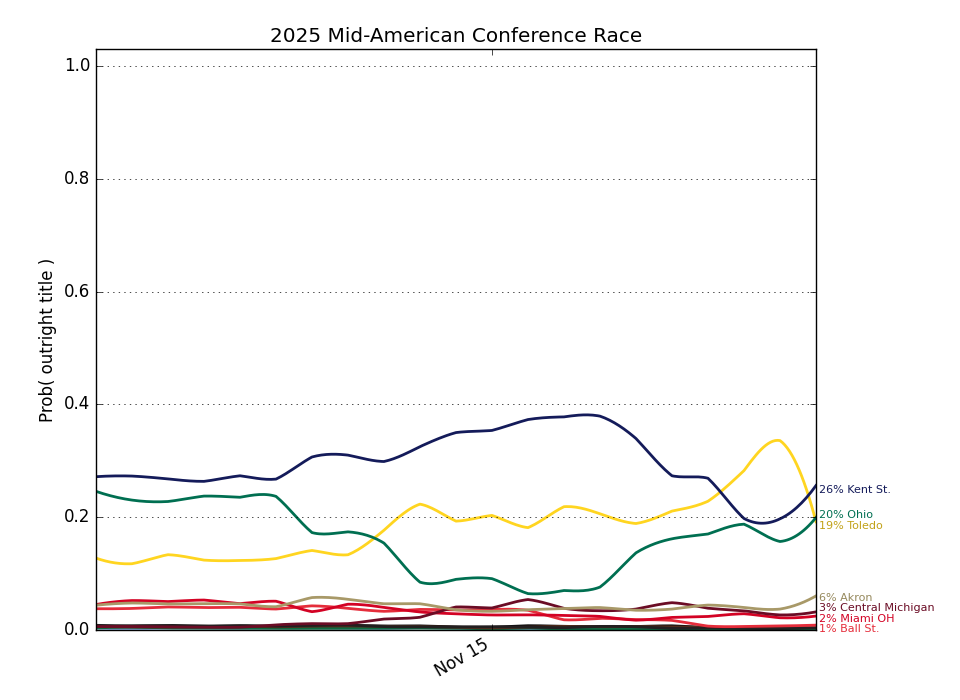 2025 Mid-American Conference Race
1.0
0.8
0.6
0.4
0.2
0.0
Prob( outright title )
Nov 15
26% Kent St.
20% Ohio
19% Toledo
6% Akron
3% Central Michigan
2% Miami OH
1% Ball St.